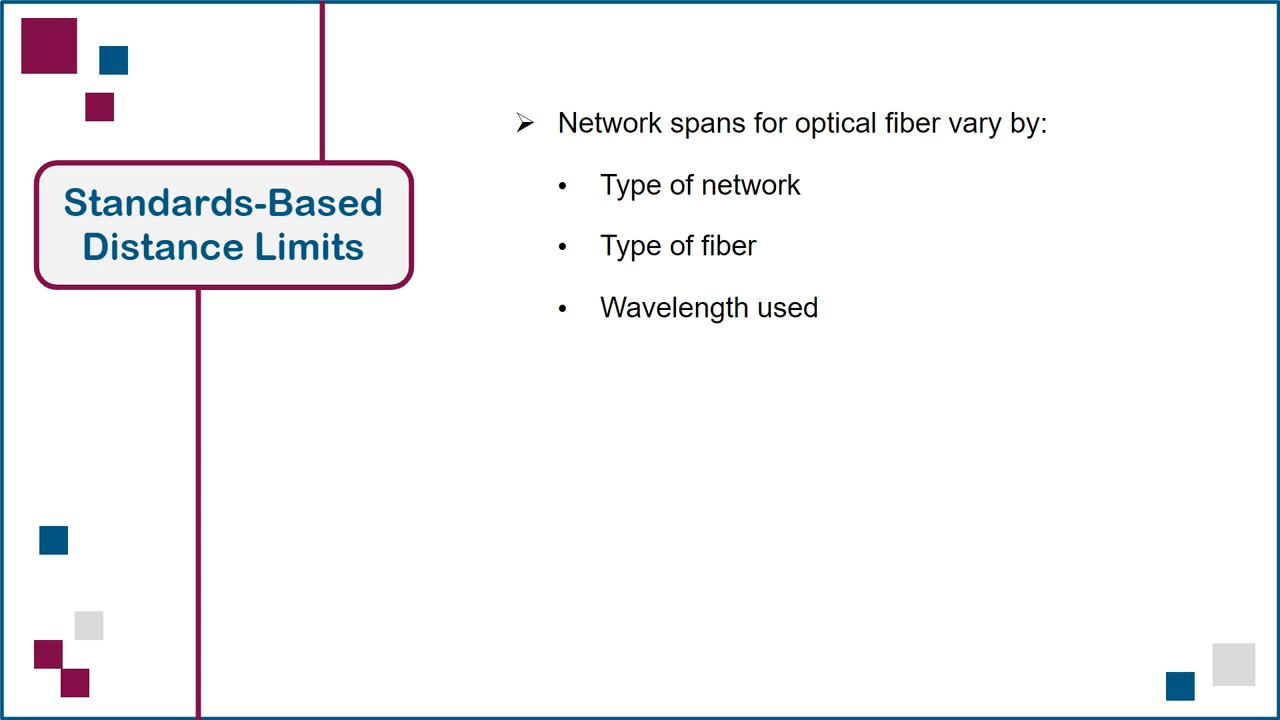 Standards-Based
Distance Limits
➢ Network spans for optical fiber vary by:
• Type of network
• Type of fiber
• Wavelength used